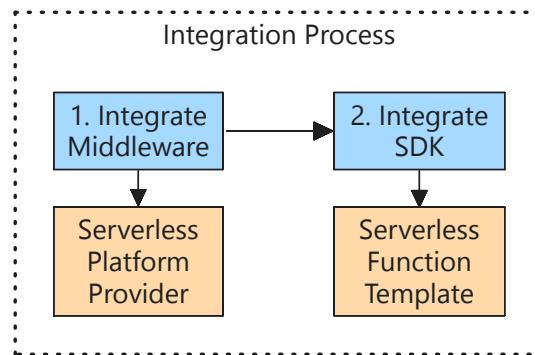 Integration Process
1. Integrate
Middleware
2. Integrate
SDK
Serverless
Platform
Provider
Serverless
Function
Template